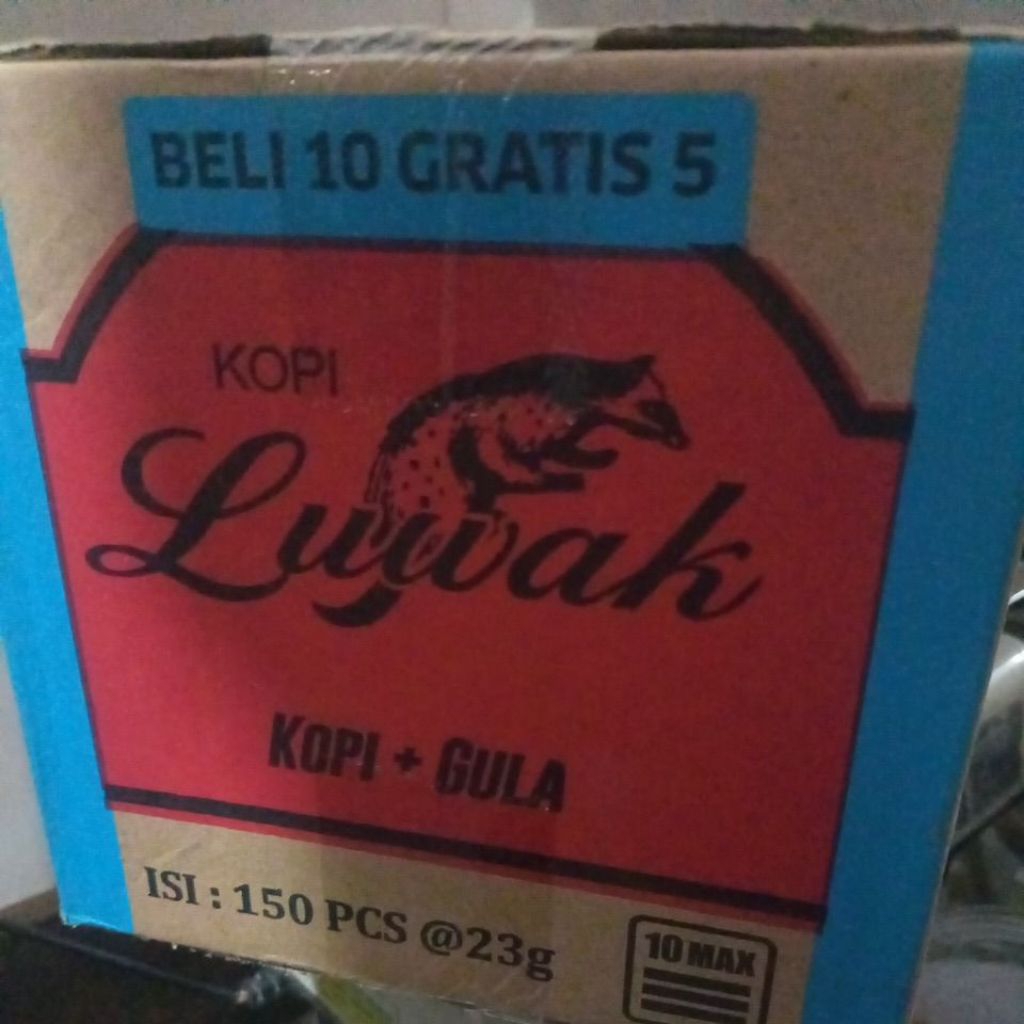 BELI 10 GRATIS 5
KOPI
Luwak
KOPI + GULA
ISI : 150 PCS @23g
10 MAX